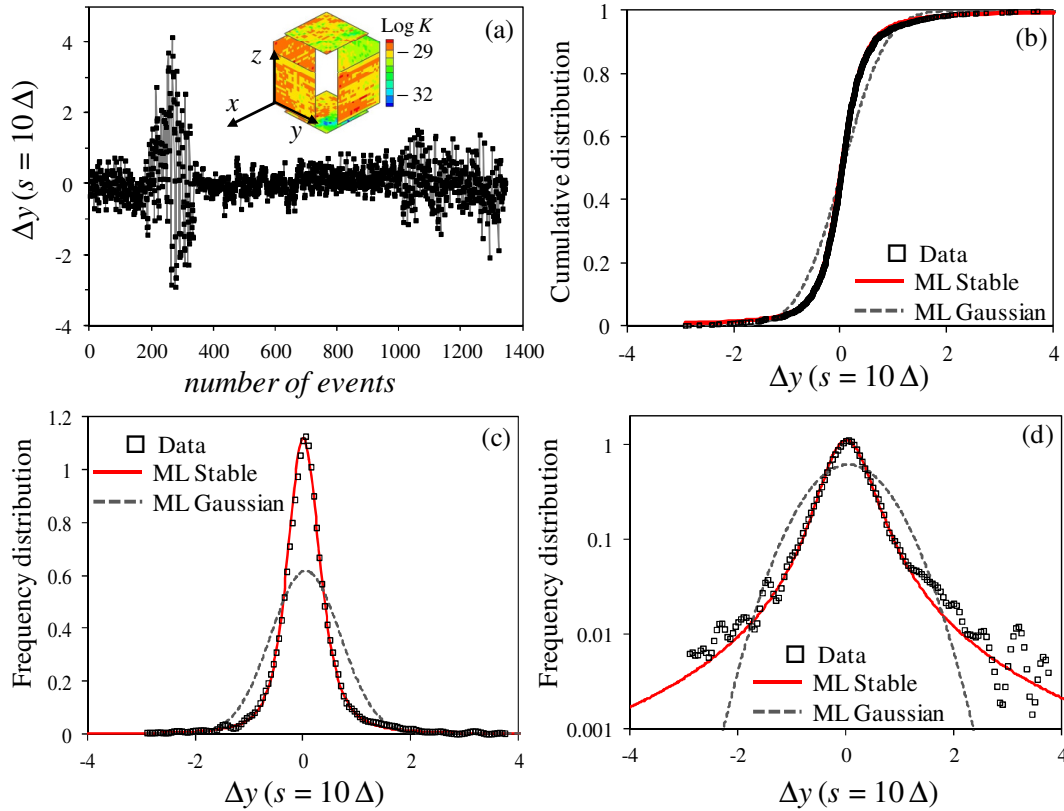 (a)
Log K
−29
−32
z
x
y
4
2
0
-2
-4
Δy (s = 10 Δ)
0 200 400 600 800 1000 1200 1400
number of events
(b)
1
0.8
0.6
0.4
0.2
0
Cumulative distribution
Data
ML Stable
ML Gaussian
-4 -2 0 2 4
Δy (s = 10 Δ)
(c)
1.2
1
0.8
0.6
0.4
0.2
0
Frequency distribution
Data
ML Stable
ML Gaussian
-4 -2 0 2 4
Δy (s = 10 Δ)
(d)
1
0.1
0.01
0.001
Frequency distribution
Data
ML Stable
ML Gaussian
-4 -2 0 2 4
Δy (s = 10 Δ)